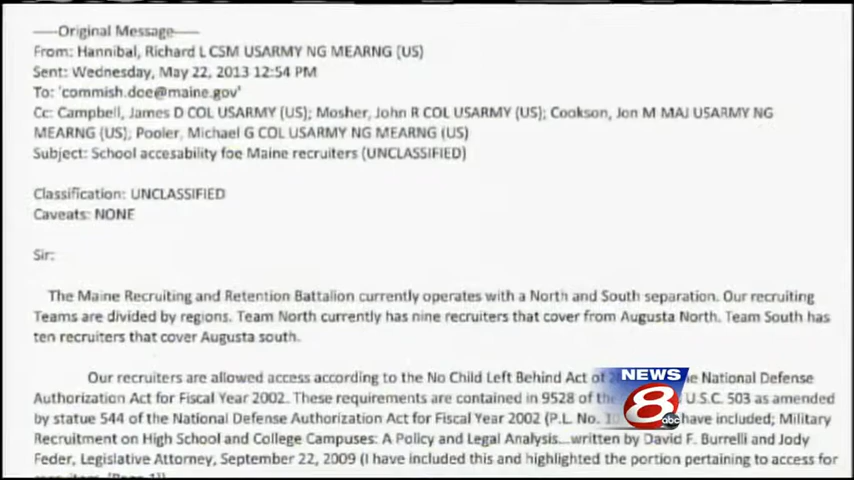 -----Original Message-----
From: Hannibal, Richard L CSM USARMY NG MEARNG (US)
Sent: Wednesday, May 22, 2013 12:54 PM
To: 'commish.doe@maine.gov'
Cc: Campbell, James D COL USARMY (US); Mosher, John R COL USARMY (US); Cookson, Jon M MAJ USARMY NG
MEARNG (US); Pooler, Michael G COL USARMY NG MEARNG (US)
Subject: School accesability foe Maine recruiters (UNCLASSIFIED)
Classification: UNCLASSIFIED
Caveats: NONE
Sir:
The Maine Recruiting and Retention Battalion currently operates with a North and South separation. Our recruiting
Teams are divided by regions. Team North currently has nine recruiters that cover from Augusta North. Team South has
ten recruiters that cover Augusta south.
Our recruiters are allowed access according to the No Child Left Behind Act of National Defense
Authorization Act for Fiscal Year 2002. These requirements are contained in 9528 of U.S.C. 503 as amended
by statue 544 of the National Defense Authorization Act for Fiscal Year 2002 (P.L. No. have included; Military
Recruitment on High School and College Campuses: A Policy and Legal Analysis...written by David F. Burrelli and Jody
Feder, Legislative Attorney, September 22, 2009 (I have included this and highlighted the portion pertaining to access for
NEWS
8
abc